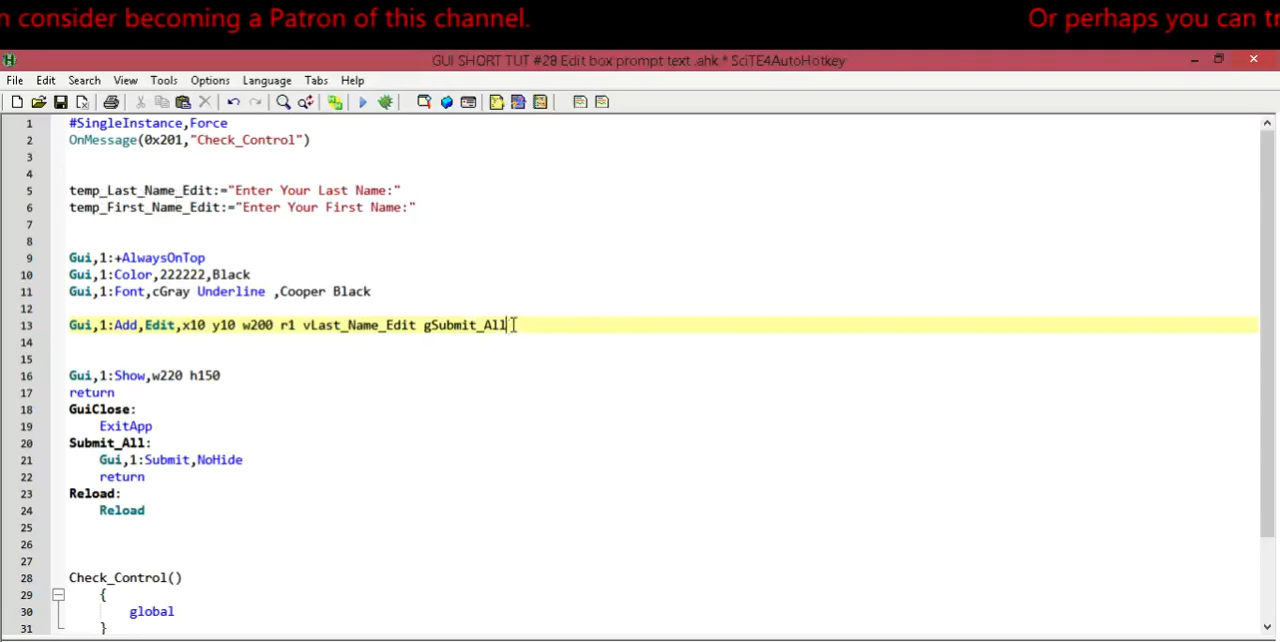 n consider becoming a Patron of this channel. Or perhaps you can tr
GUI SHORT TUT #28 Edit box prompt text .ahk * SciTE4AutoHotkey
File Edit Search View Tools Options Language Tabs Help
1 #SingleInstance,Force
2 OnMessage(0x201,"Check_Control")
3
4
5 temp_Last_Name_Edit:="Enter Your Last Name:"
6 temp_First_Name_Edit:="Enter Your First Name:"
7
8
9 Gui,1:+AlwaysOnTop
10 Gui,1:Color,222222,Black
11 Gui,1:Font,cGray Underline ,Cooper Black
12
13 Gui,1:Add,Edit,x10 y10 w200 r1 vLast_Name_Edit gSubmit_All
14
15
16 Gui,1:Show,w220 h150
17 return
18 GuiClose:
19 ExitApp
20 Submit_All:
21 Gui,1:Submit,NoHide
22 return
23 Reload:
24 Reload
25
26
27
28 Check_Control()
29 {
30 global
31 }